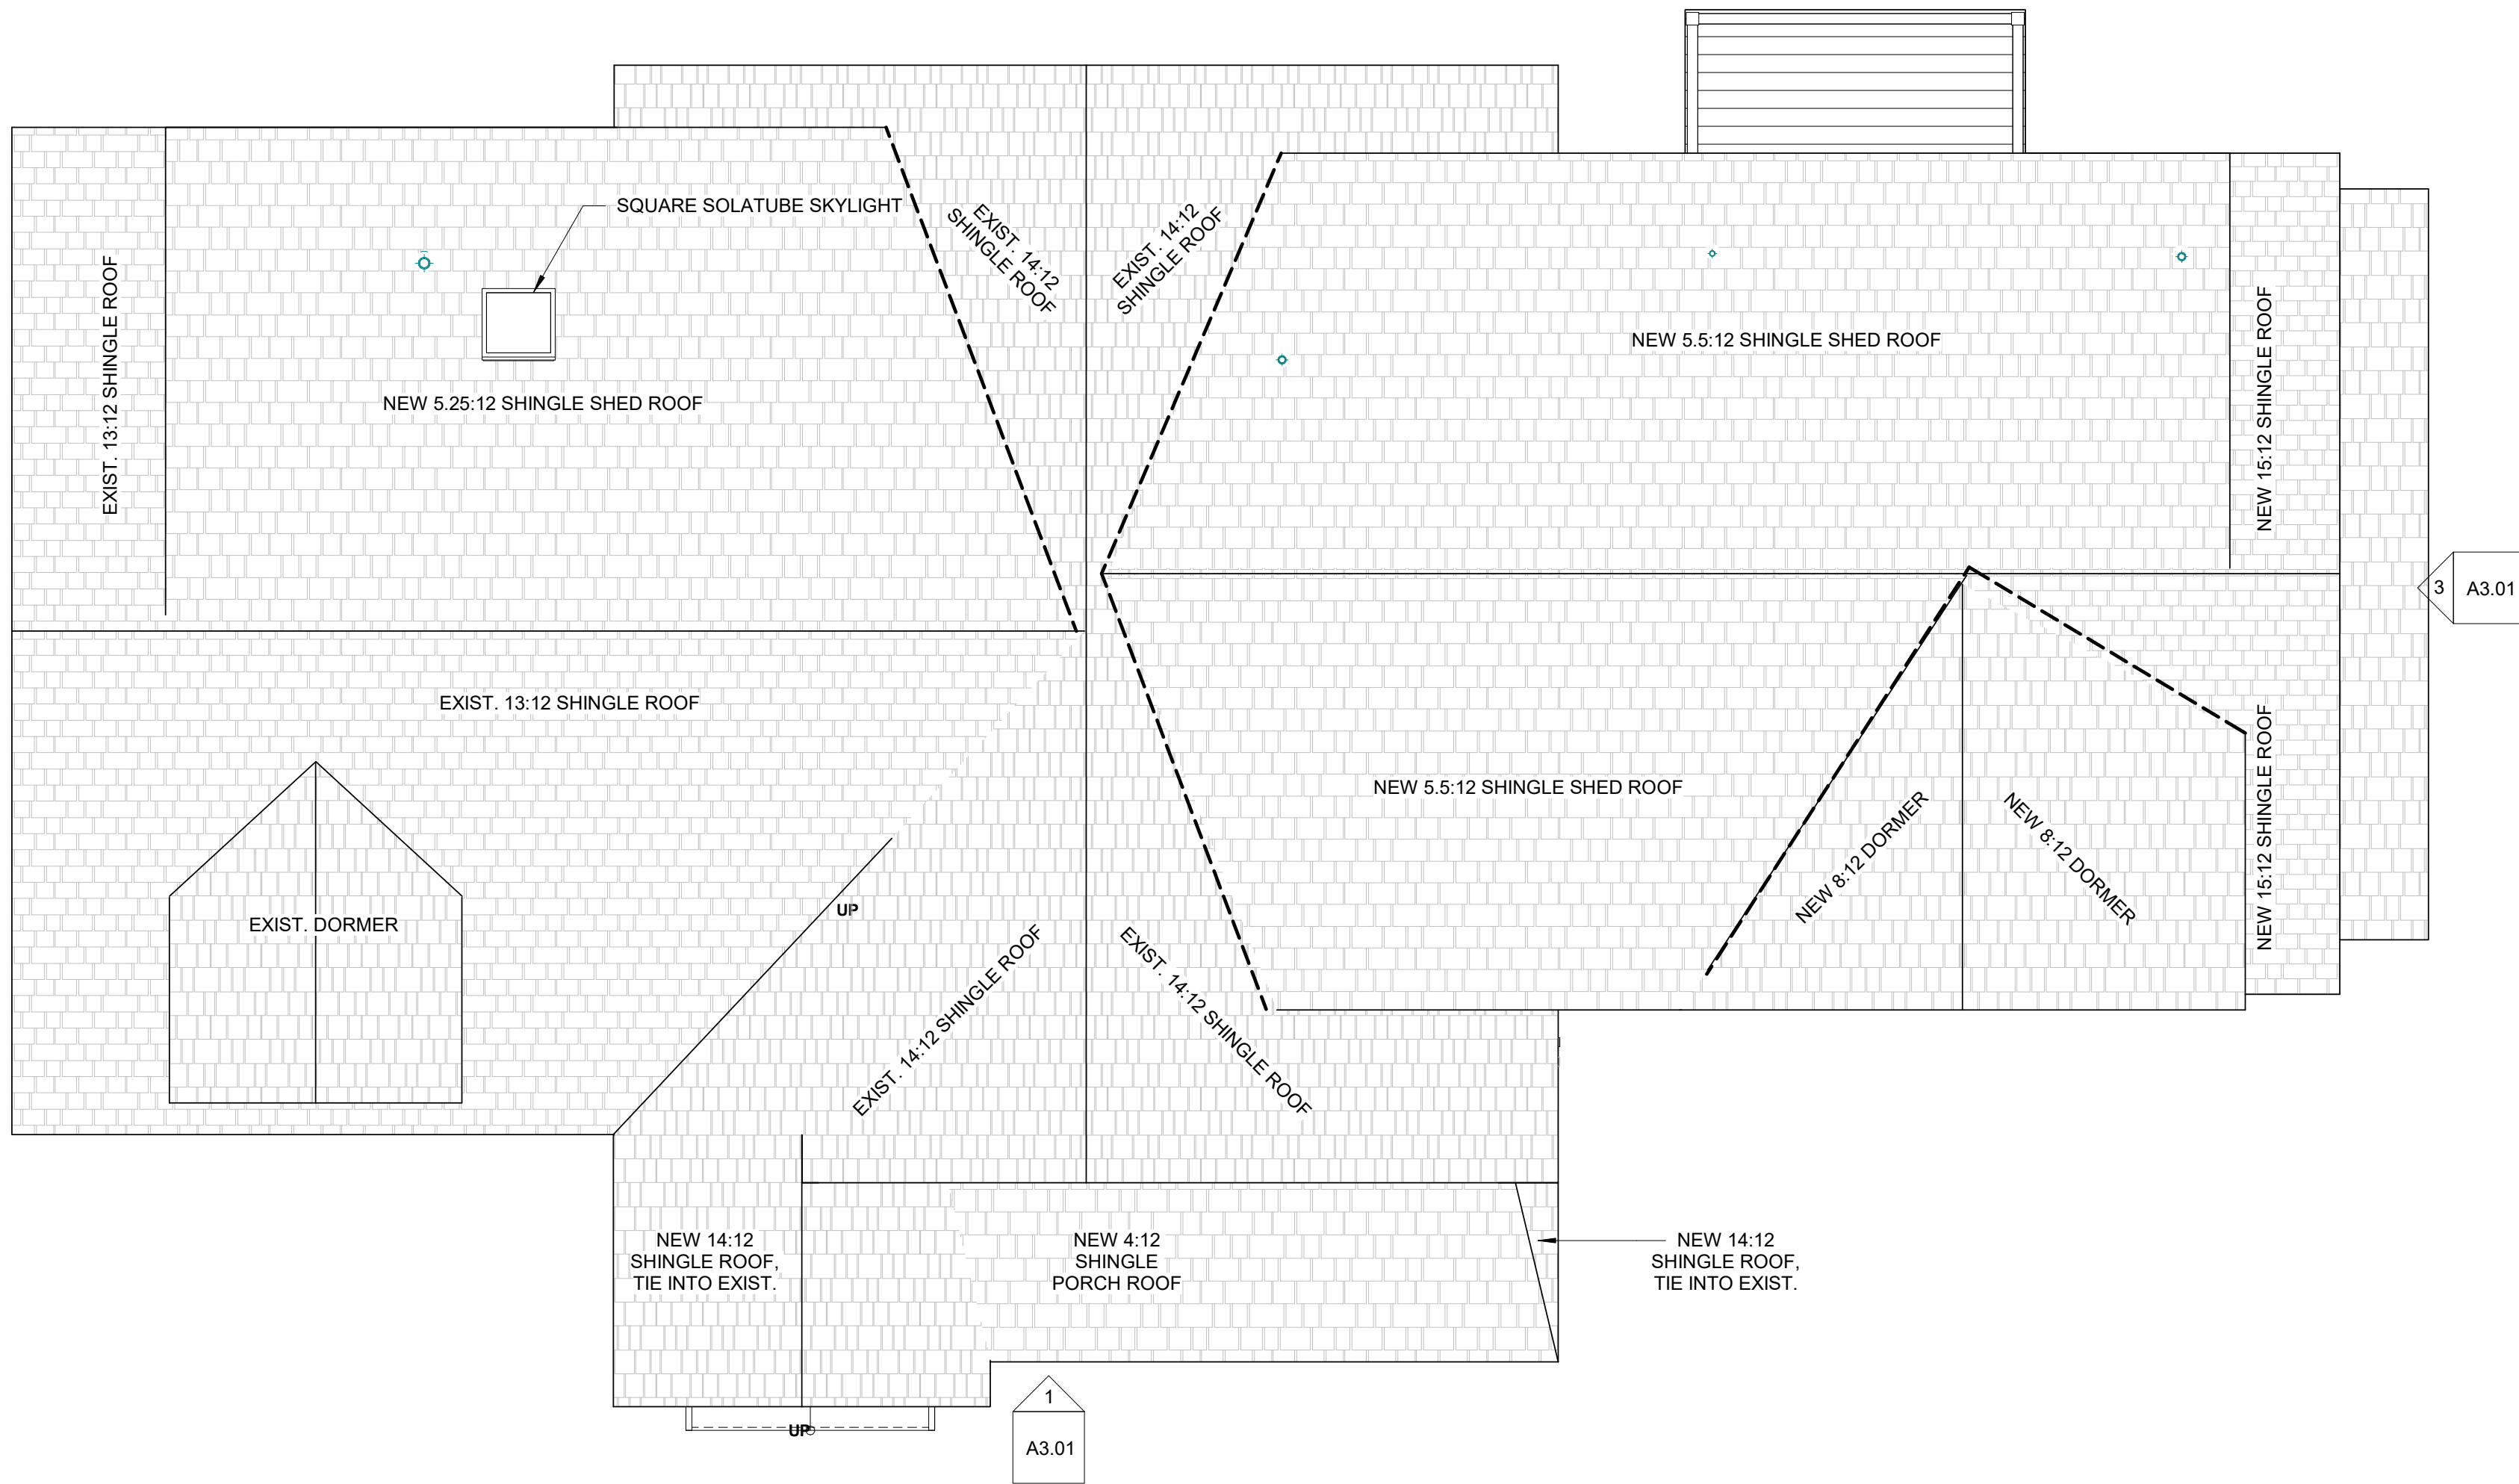 SQUARE SOLATUBE SKYLIGHT
EXIST. 14:12
SHINGLE ROOF
EXIST. 14:12
SHINGLE ROOF
EXIST. 13:12 SHINGLE ROOF
NEW 5.25:12 SHINGLE SHED ROOF
NEW 5.5:12 SHINGLE SHED ROOF
NEW 15:12 SHINGLE ROOF
3
A3.01
EXIST. 13:12 SHINGLE ROOF
NEW 5.5:12 SHINGLE SHED ROOF
NEW 8:12 DORMER
NEW 8:12 DORMER
NEW 15:12 SHINGLE ROOF
EXIST. DORMER
UP
EXIST. 14:12 SHINGLE ROOF
EXIST. 14:12 SHINGLE ROOF
NEW 14:12
SHINGLE ROOF,
TIE INTO EXIST.
NEW 4:12
SHINGLE
PORCH ROOF
NEW 14:12
SHINGLE ROOF,
TIE INTO EXIST.
UP
1
A3.01